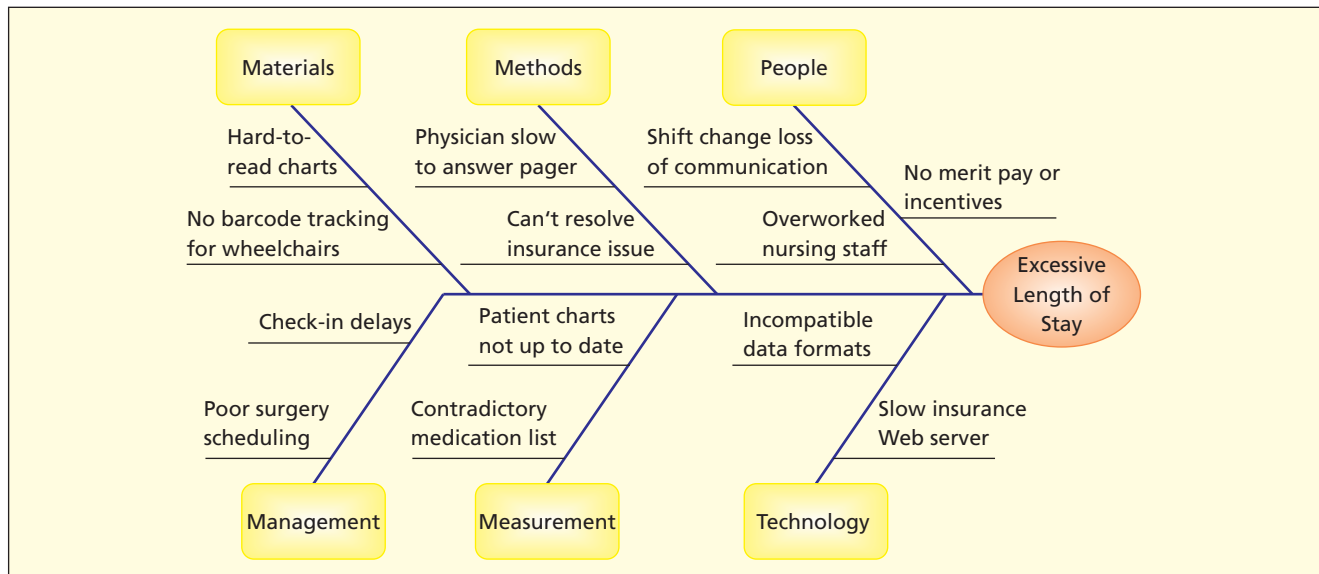 Materials
Methods
People
Hard-to-
read charts
Physician slow
to answer pager
Shift change loss
of communication
No merit pay or
incentives
No barcode tracking
for wheelchairs
Can't resolve
insurance issue
Overworked
nursing staff
Excessive
Length of
Stay
Check-in delays
Patient charts
not up to date
Incompatible
data formats
Poor surgery
scheduling
Contradictory
medication list
Slow insurance
Web server
Management
Measurement
Technology